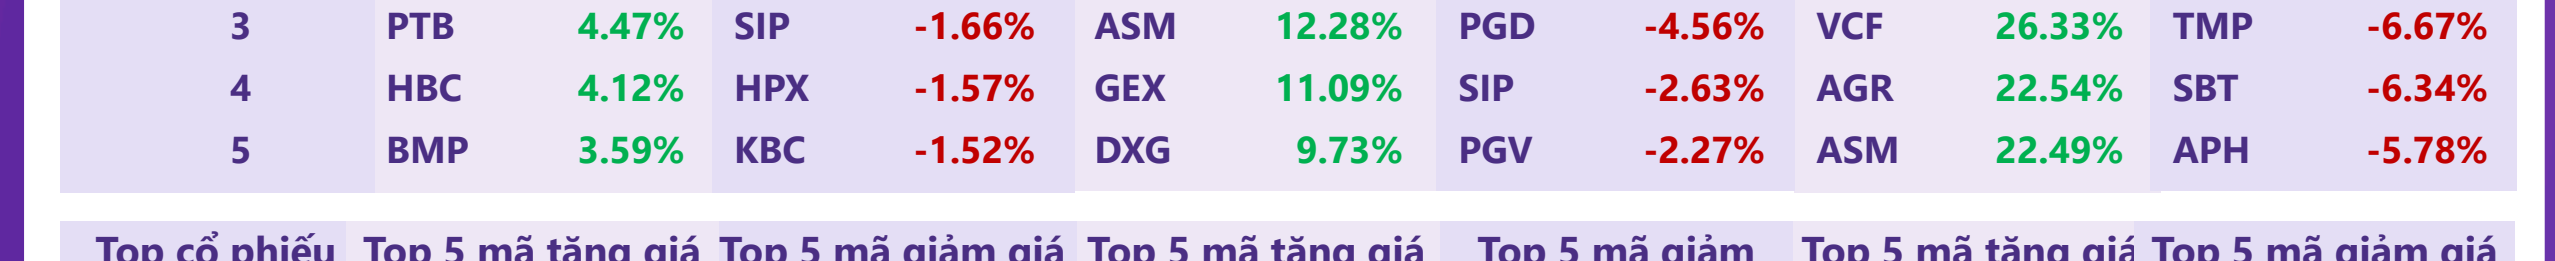 3 PTB 4.47% SIP -1.66% ASM 12.28% PGD -4.56% VCF 26.33% TMP -6.67%
4 HBC 4.12% HPX -1.57% GEX 11.09% SIP -2.63% AGR 22.54% SBT -6.34%
5 BMP 3.59% KBC -1.52% DXG 9.73% PGV -2.27% ASM 22.49% APH -5.78%
Top cổ phiếu Top 5 mã tăng giá Top 5 mã giảm giá Top 5 mã tăng giá Top 5 mã giảm Top 5 mã tăng giá Top 5 mã giảm giá